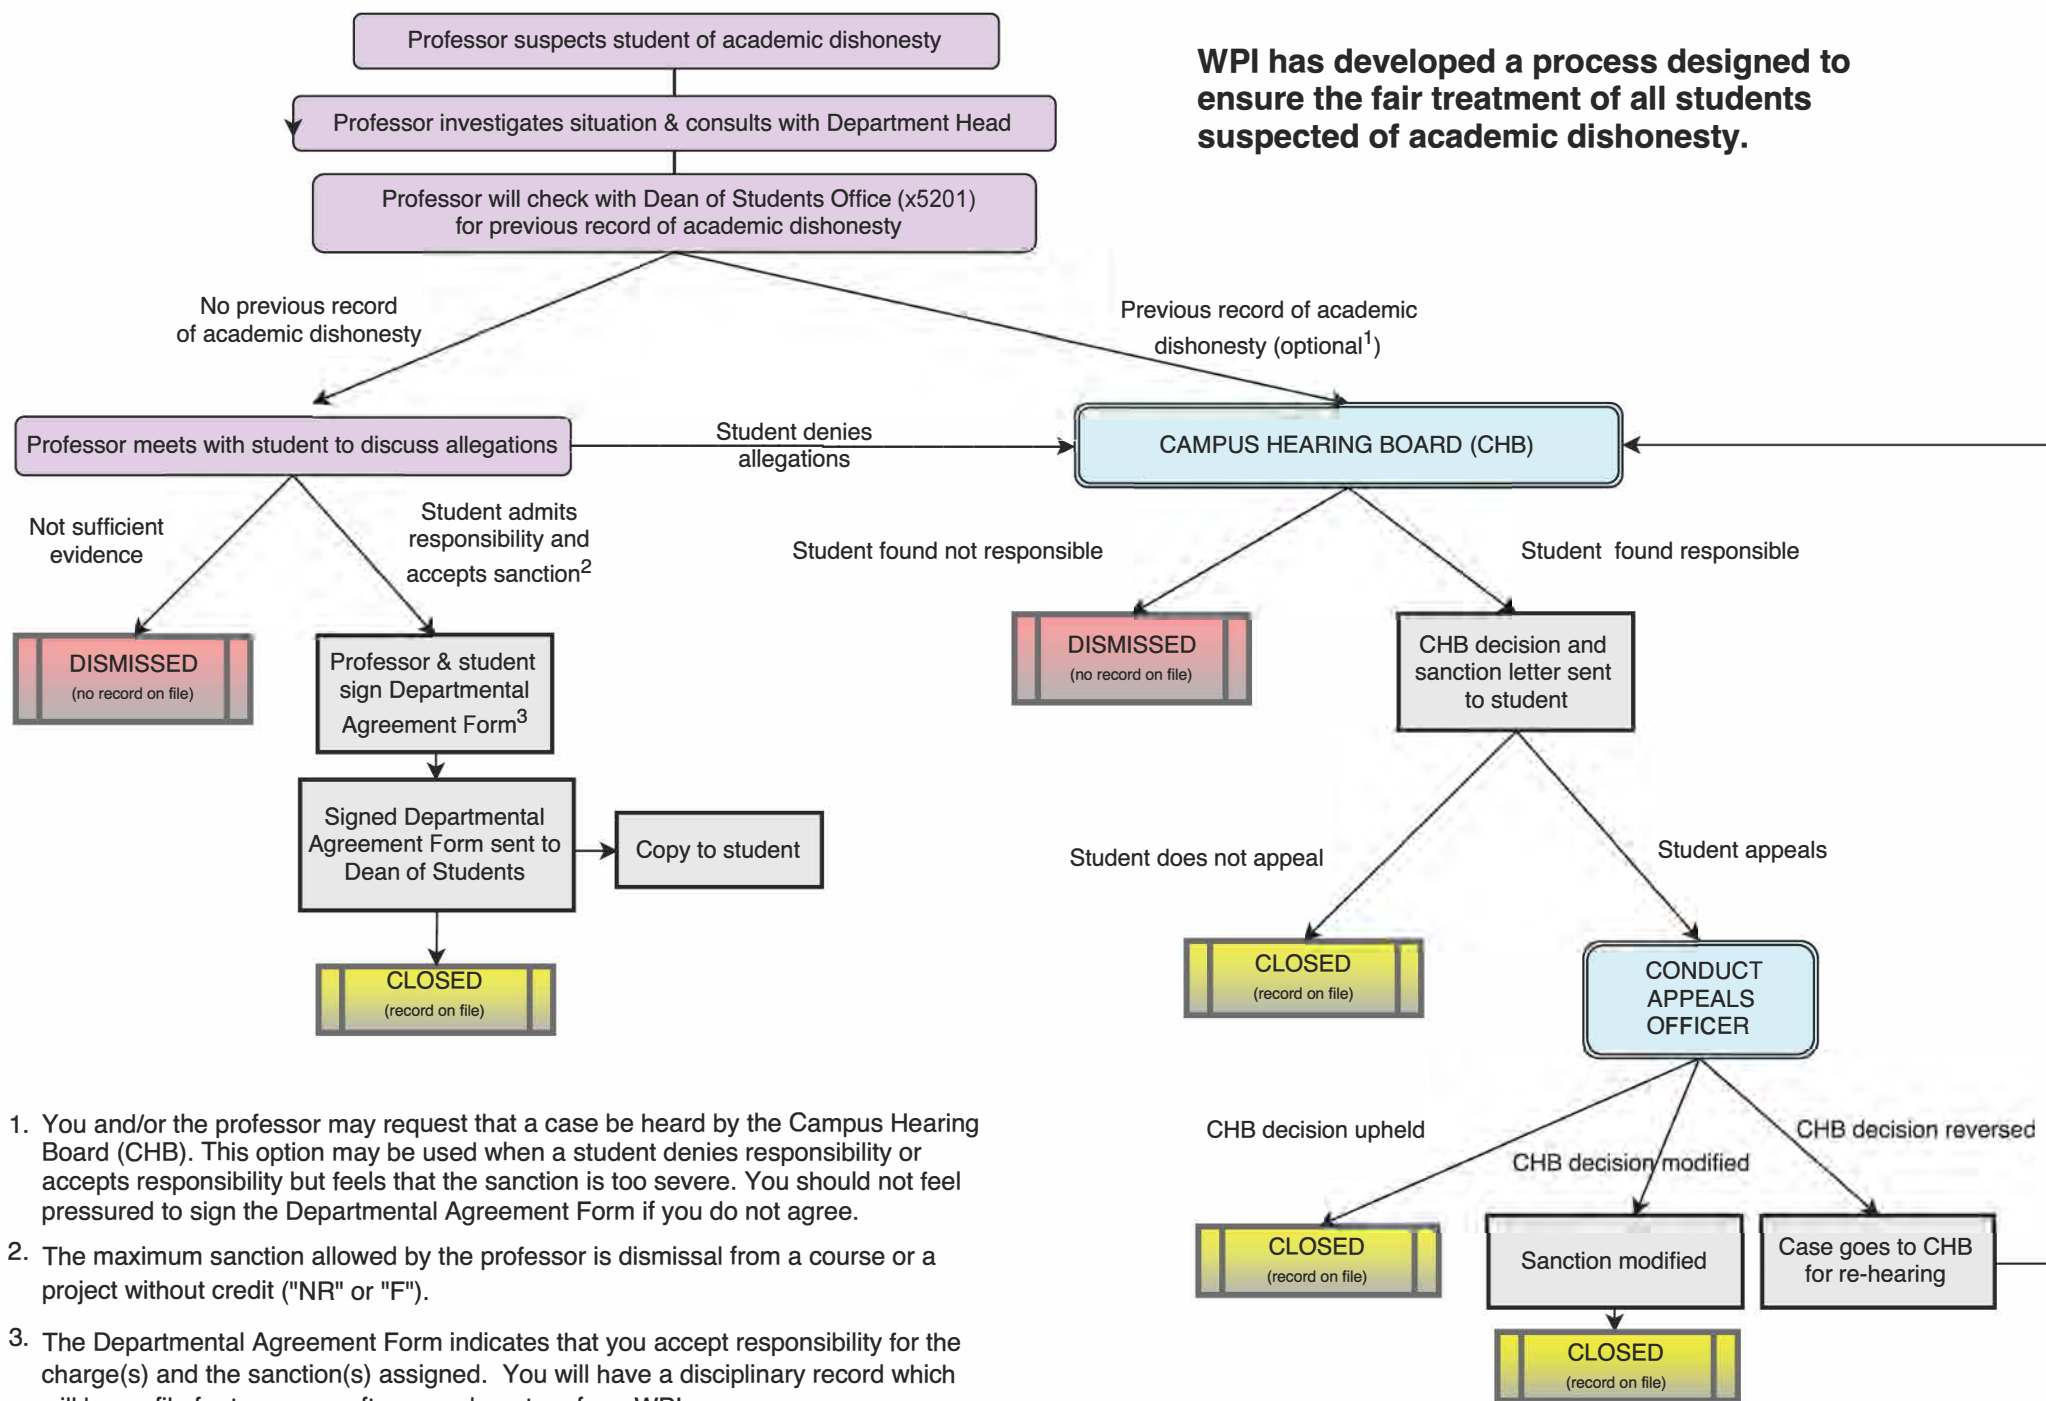 Professor suspects student of academic dishonesty
WPI has developed a process designed to
ensure the fair treatment of all students
suspected of academic dishonesty.
Professor investigates situation & consults with Department Head
Professor will check with Dean of Students Office (x5201)
for previous record of academic dishonesty
No previous record
of academic dishonesty
Previous record of academic
dishonesty (optional1)
Professor meets with student to discuss allegations
Student denies
allegations
CAMPUS HEARING BOARD (CHB)
Not sufficient
evidence
Student admits
responsibility and
accepts sanction2
Student found not responsible
Student found responsible
DISMISSED
(no record on file)
Professor & student
sign Departmental
Agreement Form3
DISMISSED
(no record on file)
CHB decision and
sanction letter sent
to student
Signed Departmental
Agreement Form sent to
Dean of Students
Copy to student
Student does not appeal
Student appeals
CLOSED
(record on file)
CLOSED
(record on file)
CONDUCT
APPEALS
OFFICER
CHB decision upheld
CHB decision modified
CHB decision reversed
CLOSED
(record on file)
Sanction modified
Case goes to CHB
for re-hearing
CLOSED
(record on file)
1. You and/or the professor may request that a case be heard by the Campus Hearing
Board (CHB). This option may be used when a student denies responsibility or
accepts responsibility but feels that the sanction is too severe. You should not feel
pressured to sign the Departmental Agreement Form if you do not agree.
2. The maximum sanction allowed by the professor is dismissal from a course or a
project without credit ("NR" or "F").
3. The Departmental Agreement Form indicates that you accept responsibility for the
charge(s) and the sanction(s) assigned. You will have a disciplinary record which